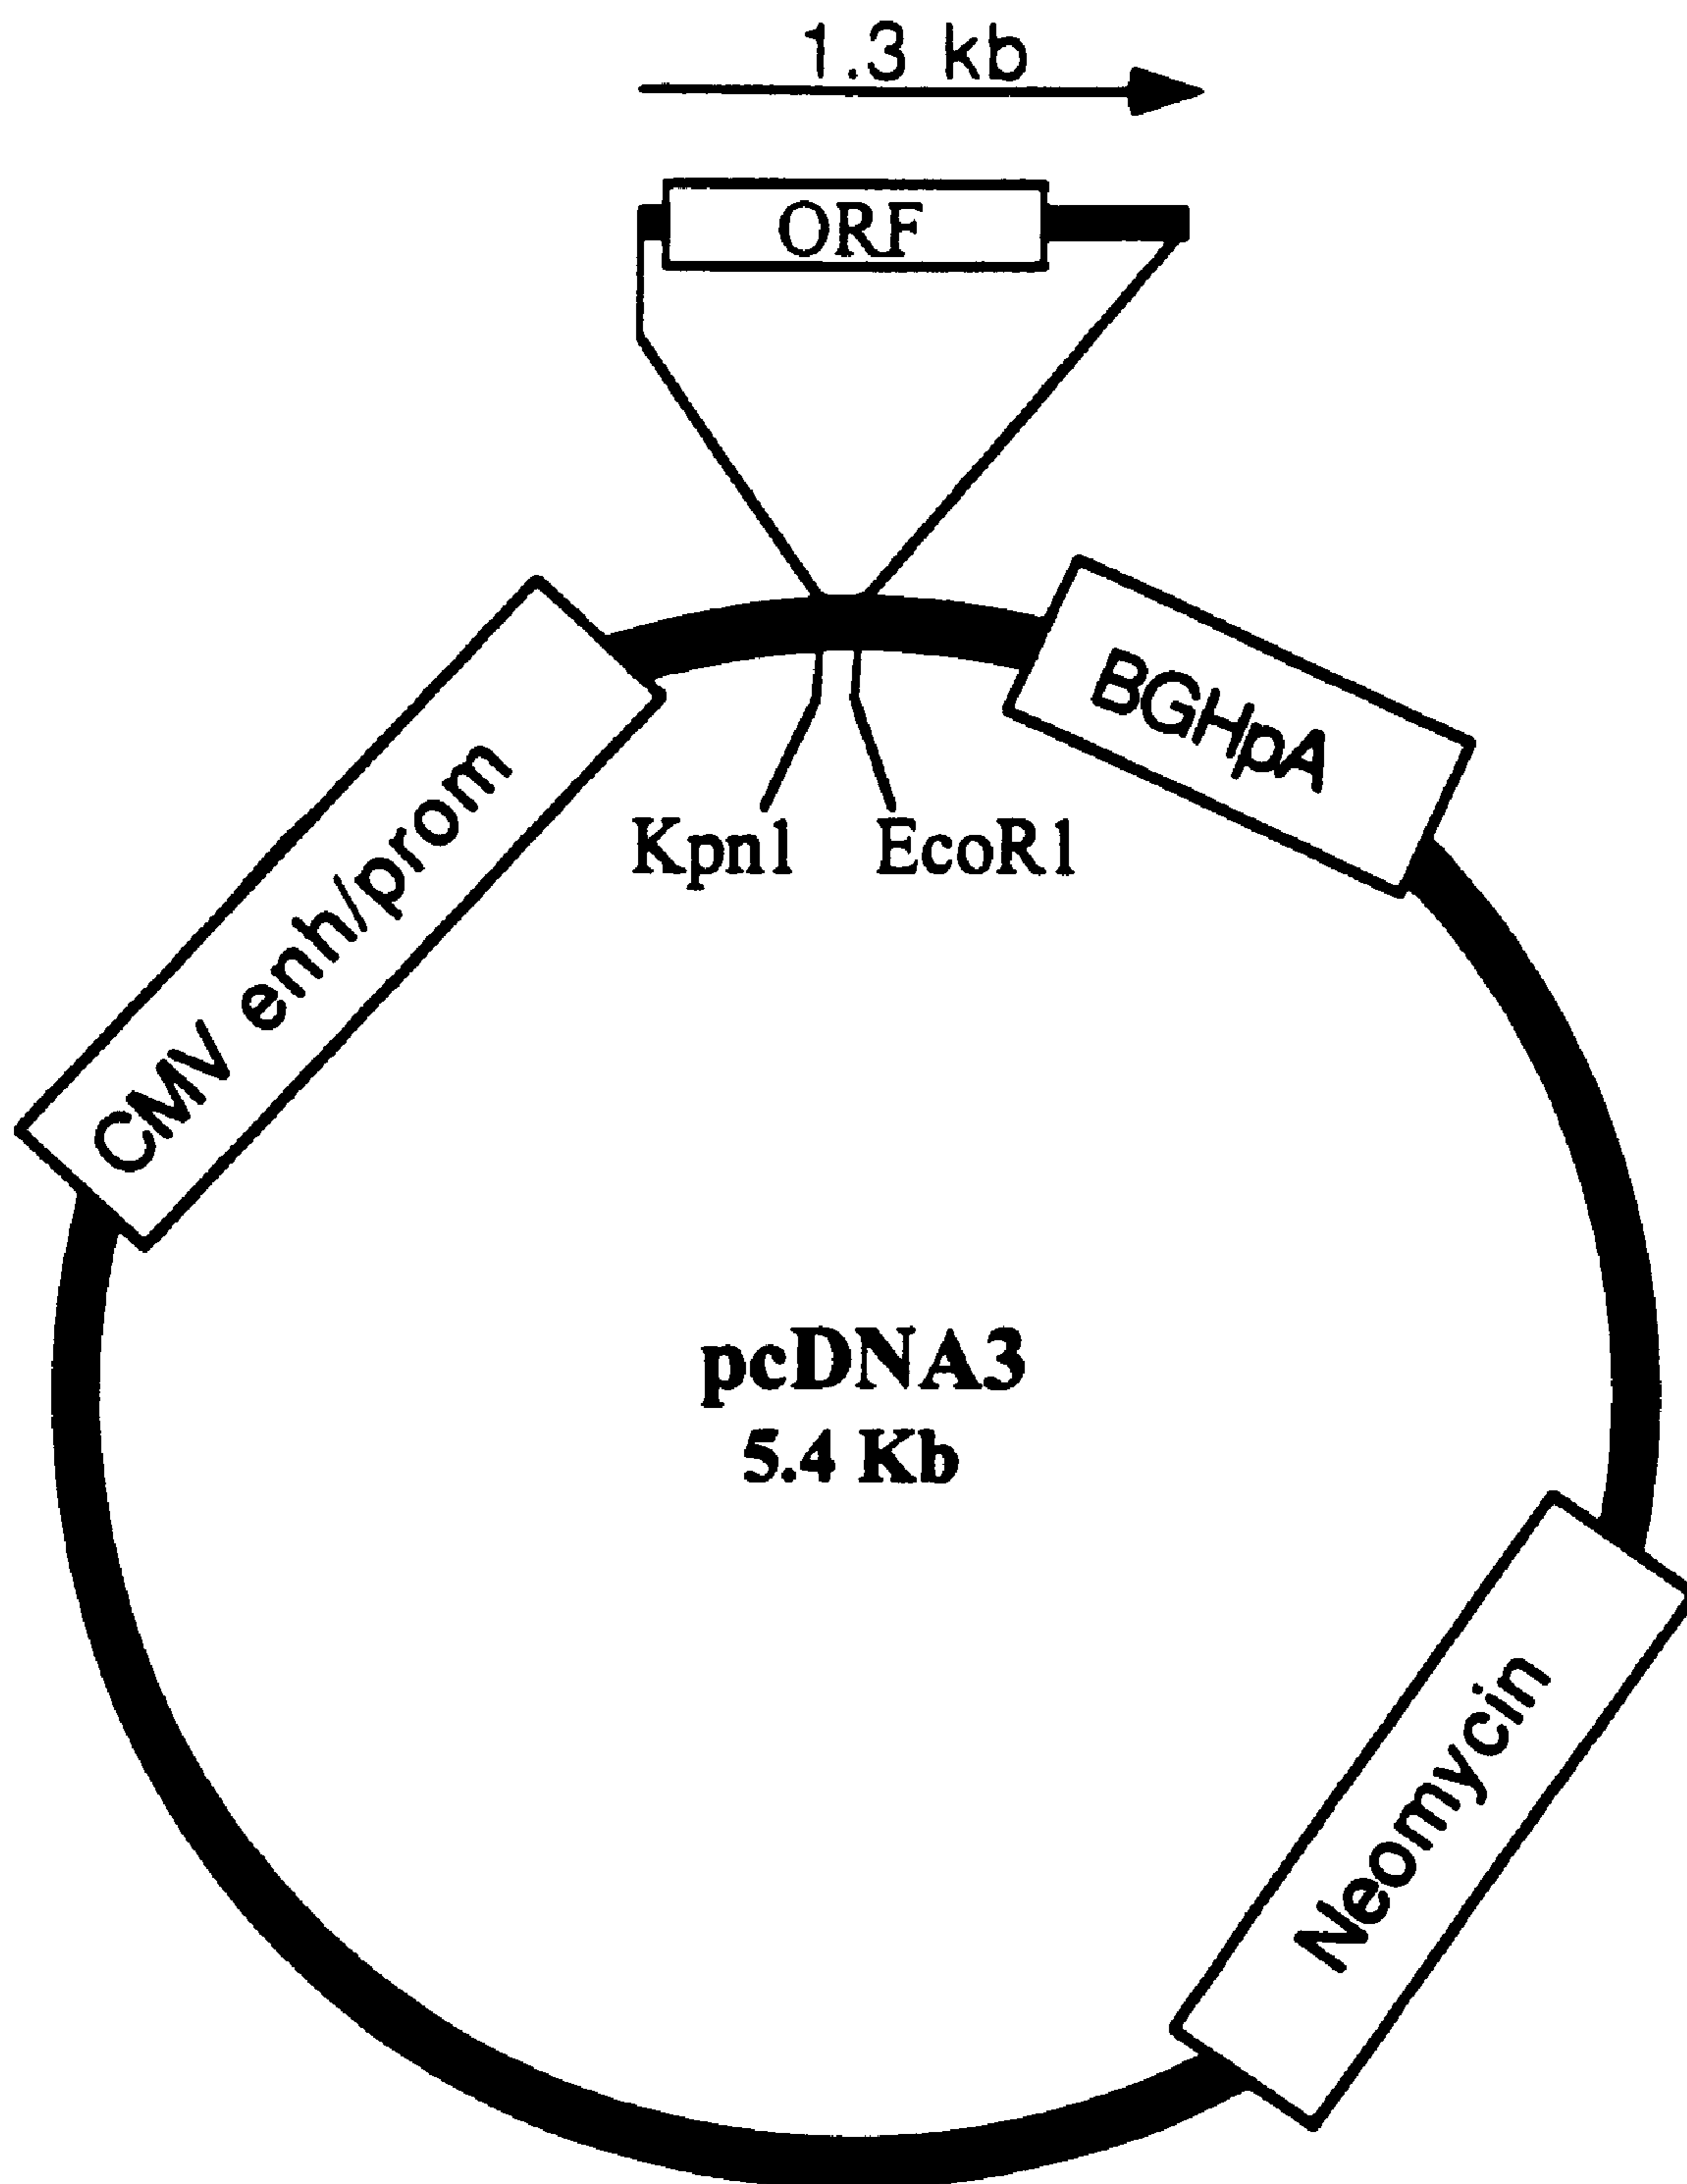 1.3 kb
ORF
CMV enh/prom
BGHpA
Kpn1
EcoR1
pcDNA3
5.4 Kb
Neomycin